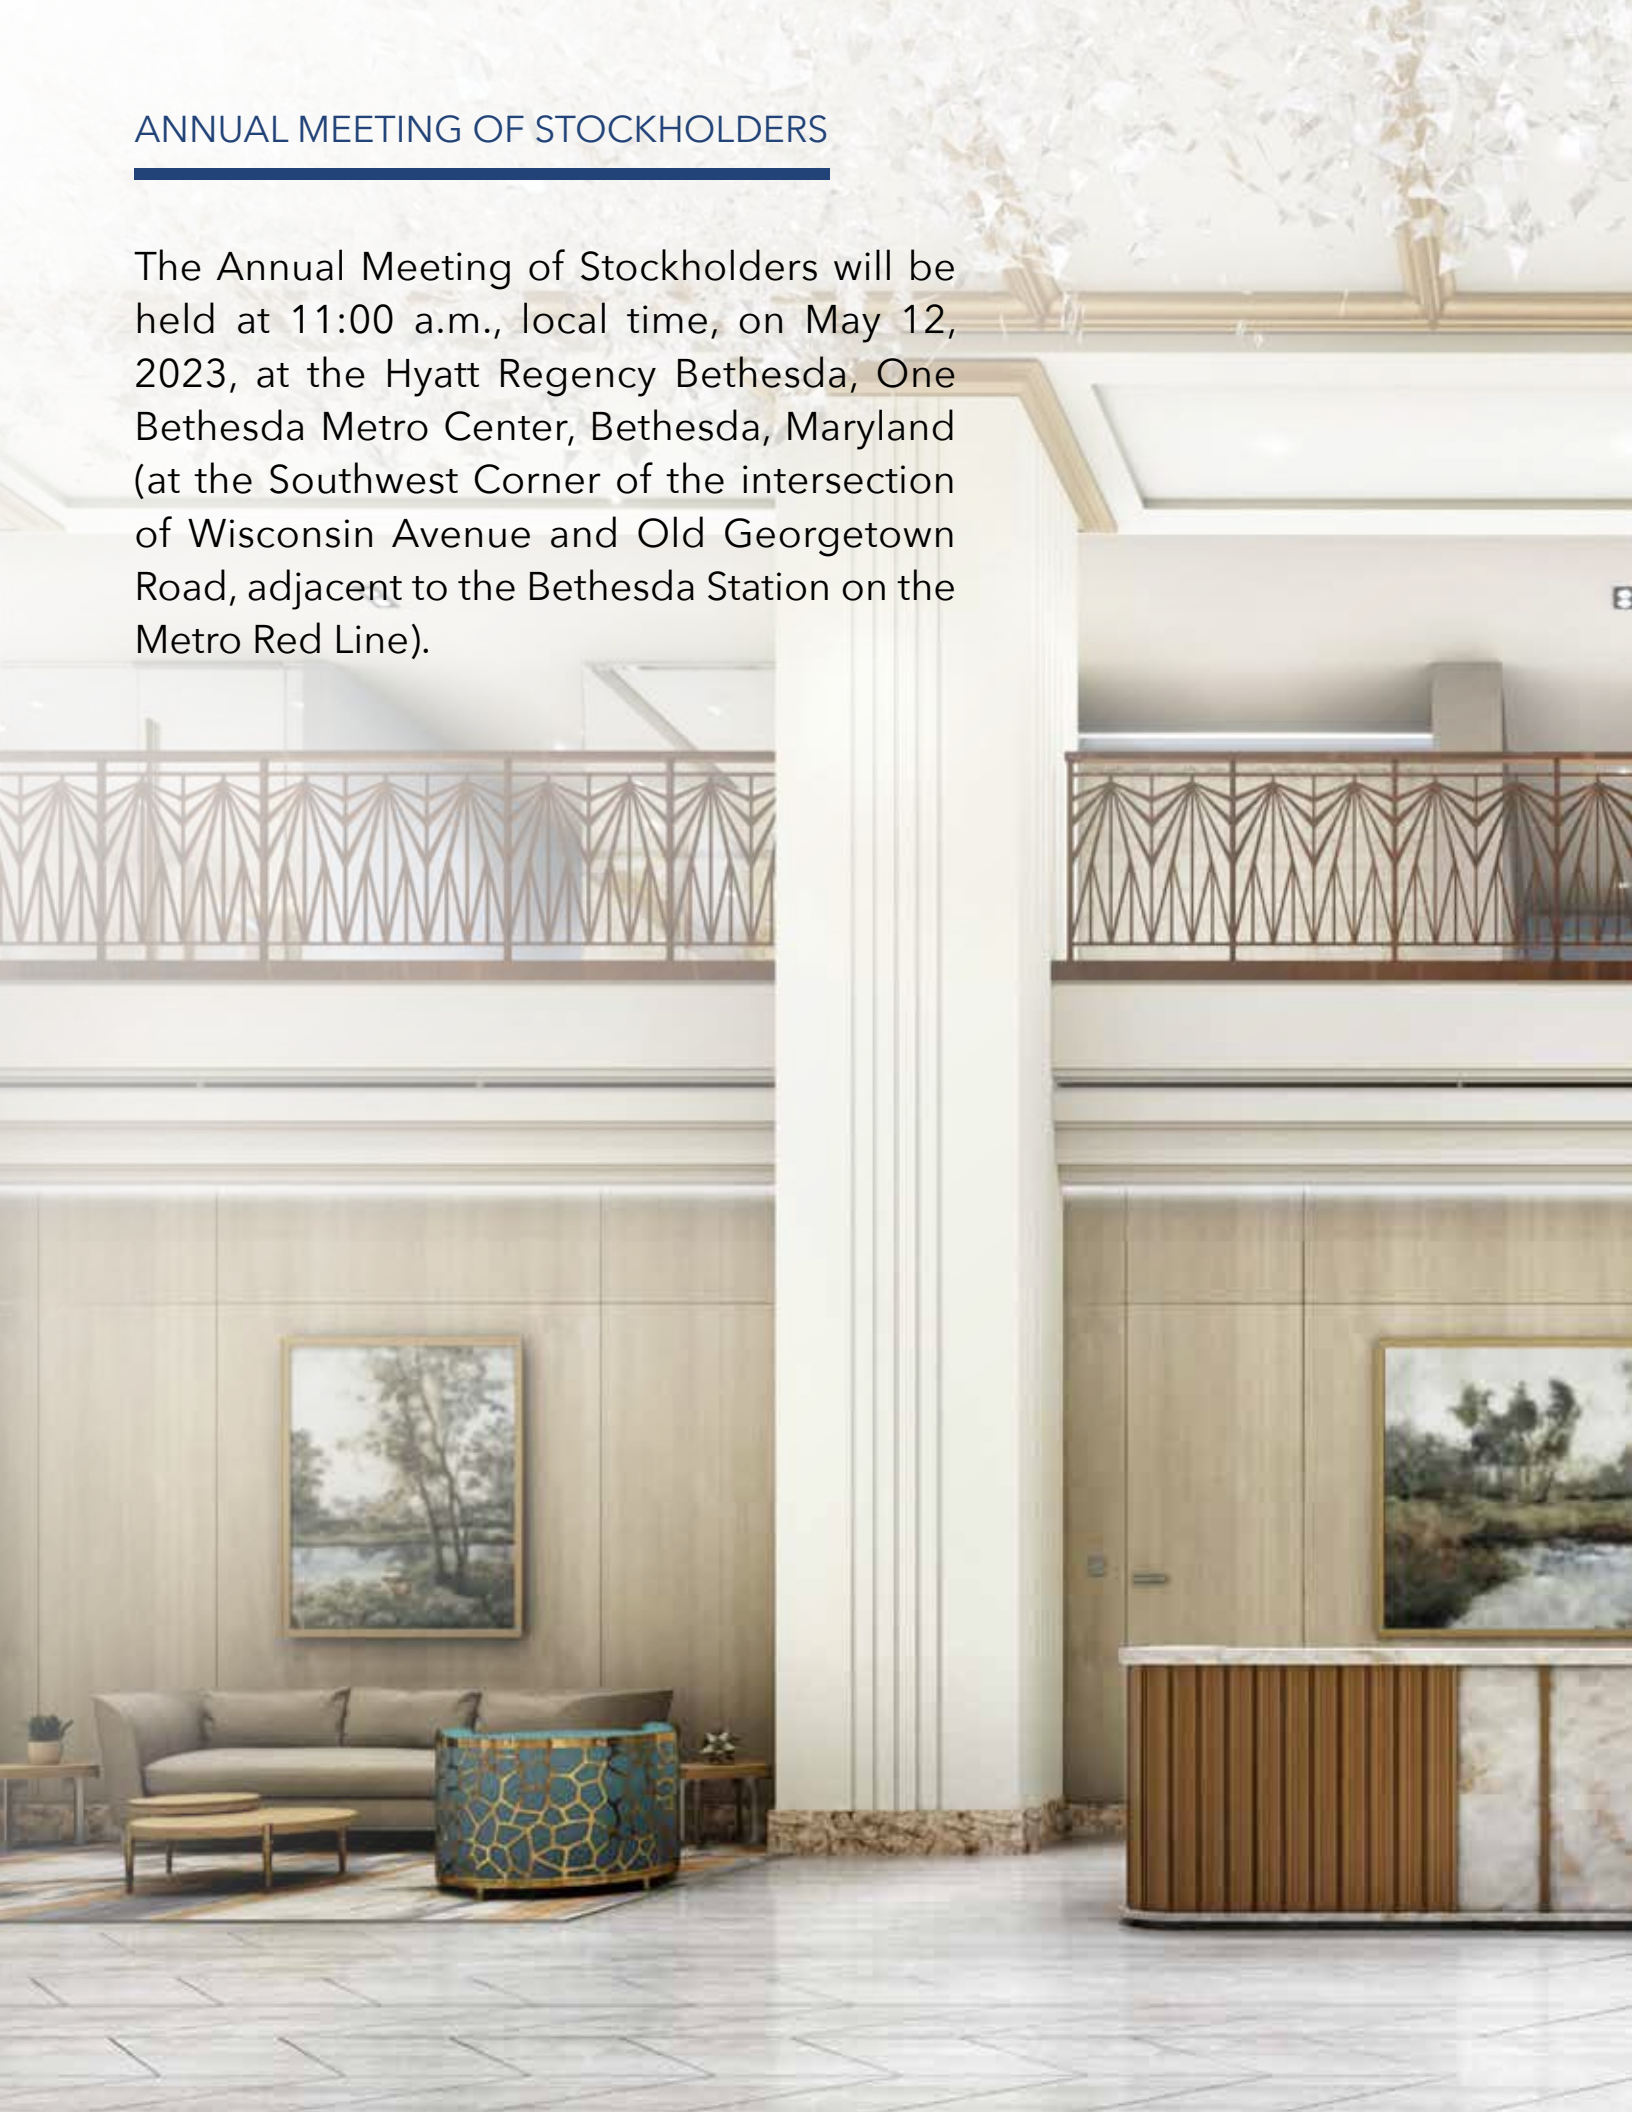 ANNUAL MEETING OF STOCKHOLDERS
The Annual Meeting of Stockholders will be
held at 11:00 a.m., local time, on May 12,
2023, at the Hyatt Regency Bethesda, One
Bethesda Metro Center, Bethesda, Maryland
(at the Southwest Corner of the intersection
of Wisconsin Avenue and Old Georgetown
Road, adjacent to the Bethesda Station on the
Metro Red Line).